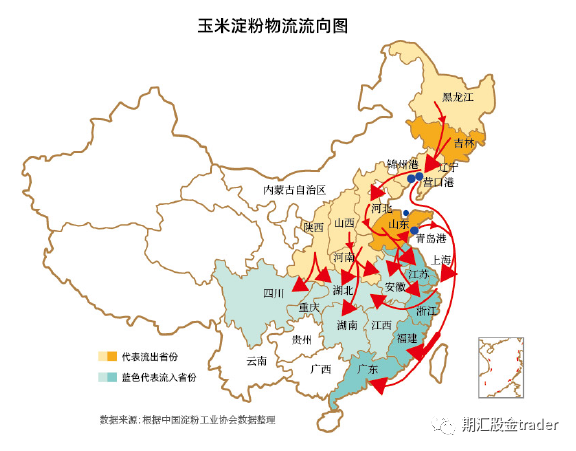 玉米淀粉物流流向图
黑龙江
吉林
辽宁
锦州港
营口港
内蒙古自治区
河北
山西
陕西
山东
青岛港
河南
江苏
上海
安徽
湖北
四川
重庆
浙江
湖南
江西
贵州
福建
云南
广西
广东
代表流出省份
蓝色代表流入省份
数据来源:根据中国淀粉工业协会数据整理
期汇股金trader